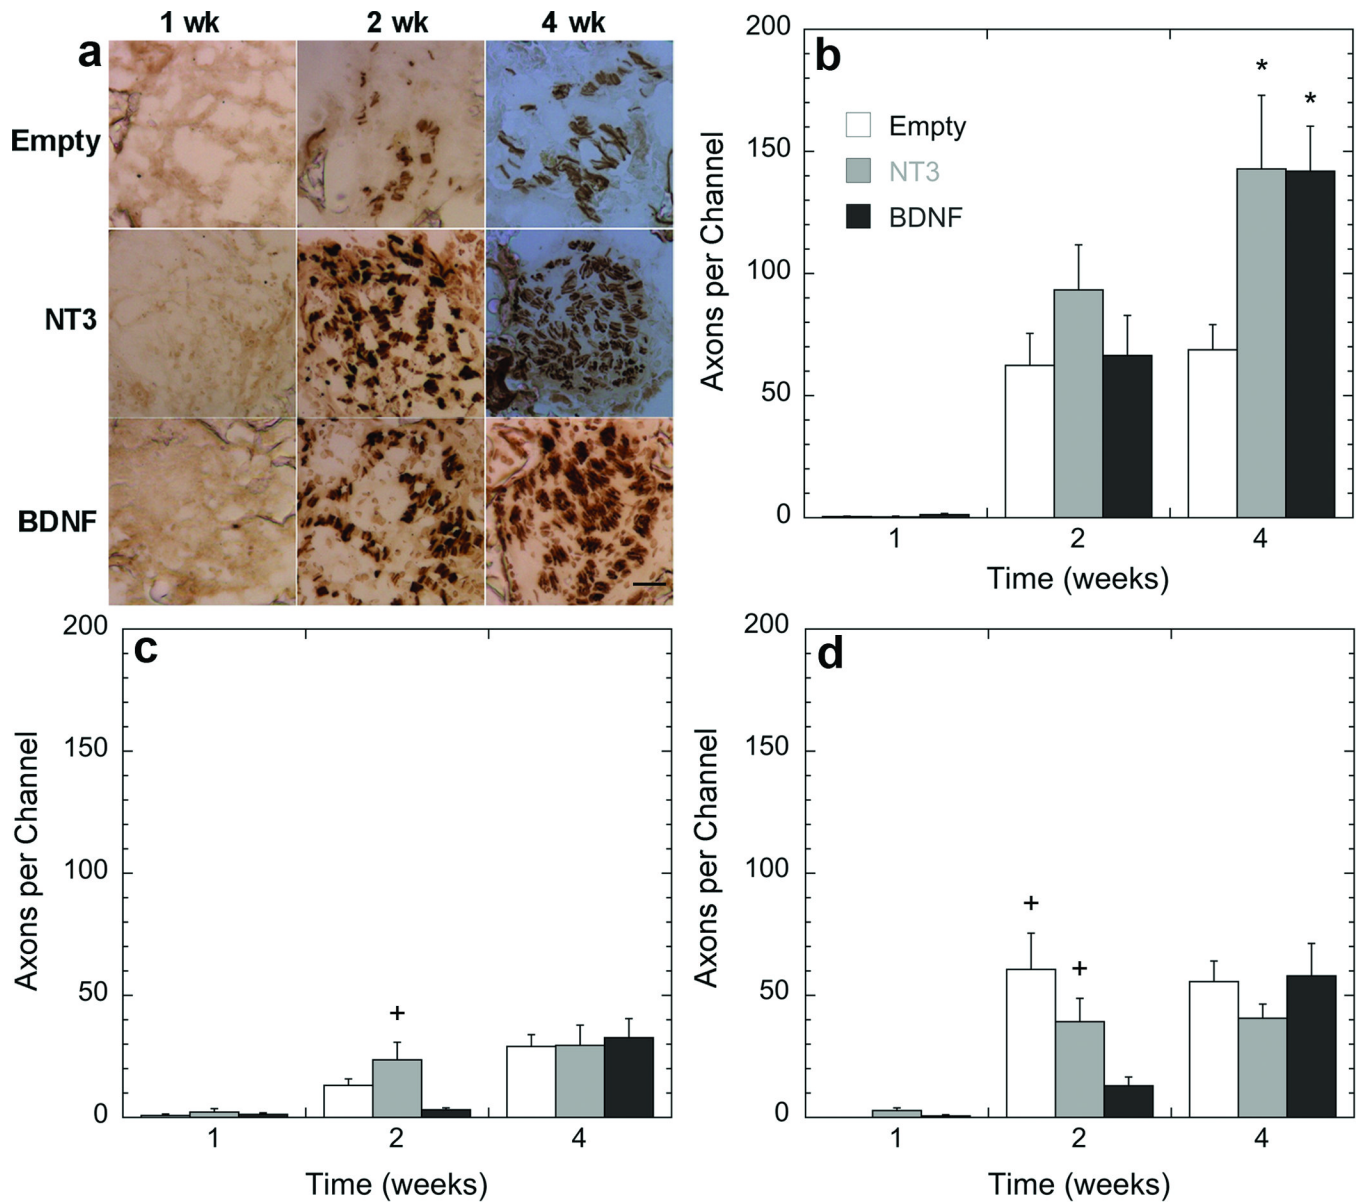 1 wk 2 wk 4 wk
a
Empty
NT3
BDNF
b
200
150
100
50
0
Axons per Channel
Empty
NT3
BDNF
* *
1 2 4
Time (weeks)
c
200
150
100
50
0
Axons per Channel
+
1 2 4
Time (weeks)
d
200
150
100
50
0
Axons per Channel
+
+
1 2 4
Time (weeks)